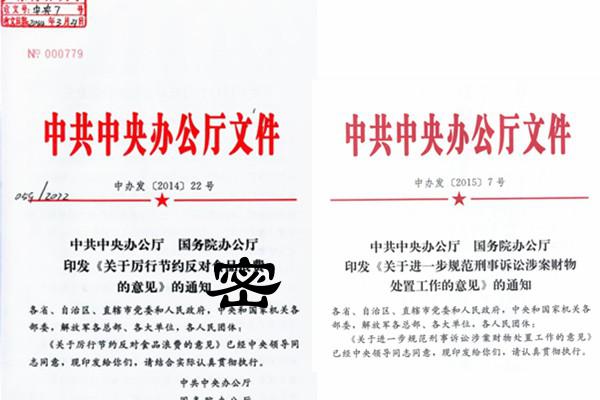 中央 7 号
2014 年 3 月 21 日
No 000779
中共中央办公厅文件
中办发〔2014〕22 号
059/2022
中共中央办公厅 国务院办公厅
印发《关于厉行节约反对食品浪费
的意见》的通知
密
各省、自治区、直辖市党委和人民政府，中央和国家机关各
部委，解放军各总部、各大单位，各人民团体：
《关于厉行节约反对食品浪费的意见》已经中央领导同
志同意，现印发给你们，请结合实际认真贯彻执行。
中共中央办公厅
国务院办公厅
中共中央办公厅文件
中办发〔2015〕7 号
中共中央办公厅 国务院办公厅
印发《关于进一步规范刑事诉讼涉案财物
处置工作的意见》的通知
各省、自治区、直辖市党委和人民政府，中央和国家机关各
部委，解放军各总部、各大单位，各人民团体：
《关于进一步规范刑事诉讼涉案财物处置工作的意见》
已经中央领导同志同意，现印发给你们，请认真贯彻执行。